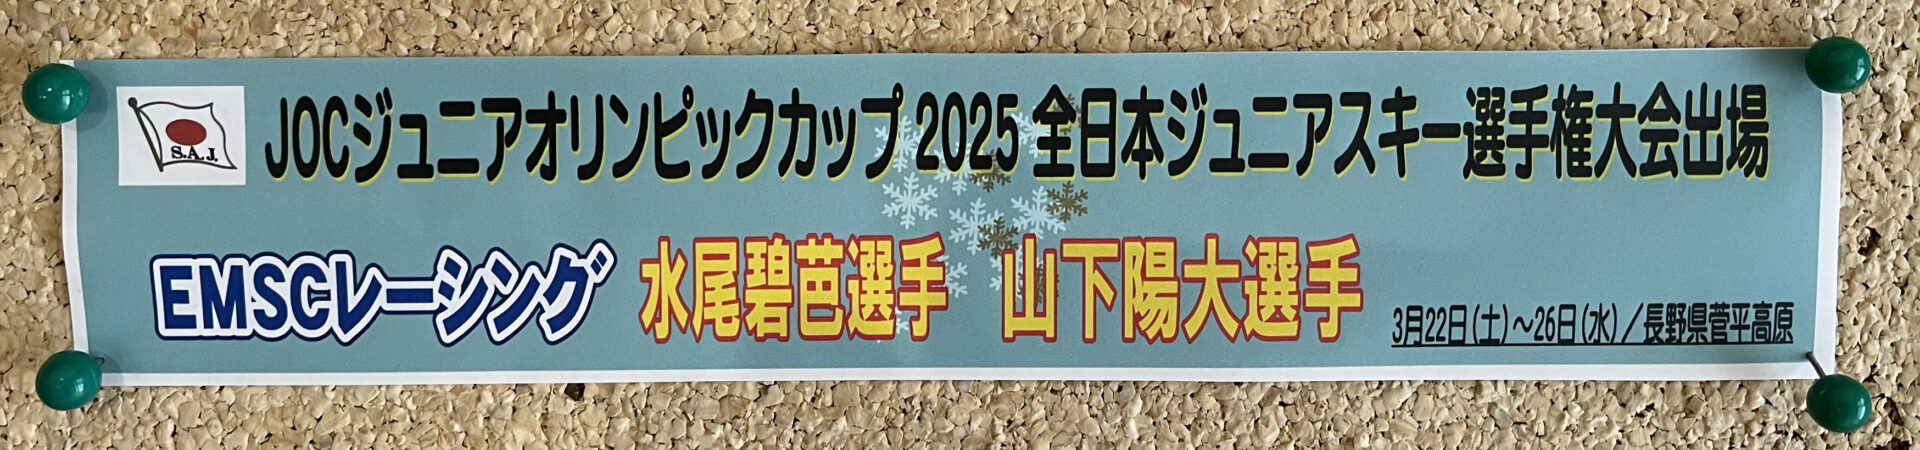 S.A.J.
JOCジュニアオリンピックカップ 2025 全日本ジュニアスキー選手権大会出場
EMSCレーシング 水尾碧芭選手 山下陽大選手
3月22日(土)～26日(水)／長野県菅平高原